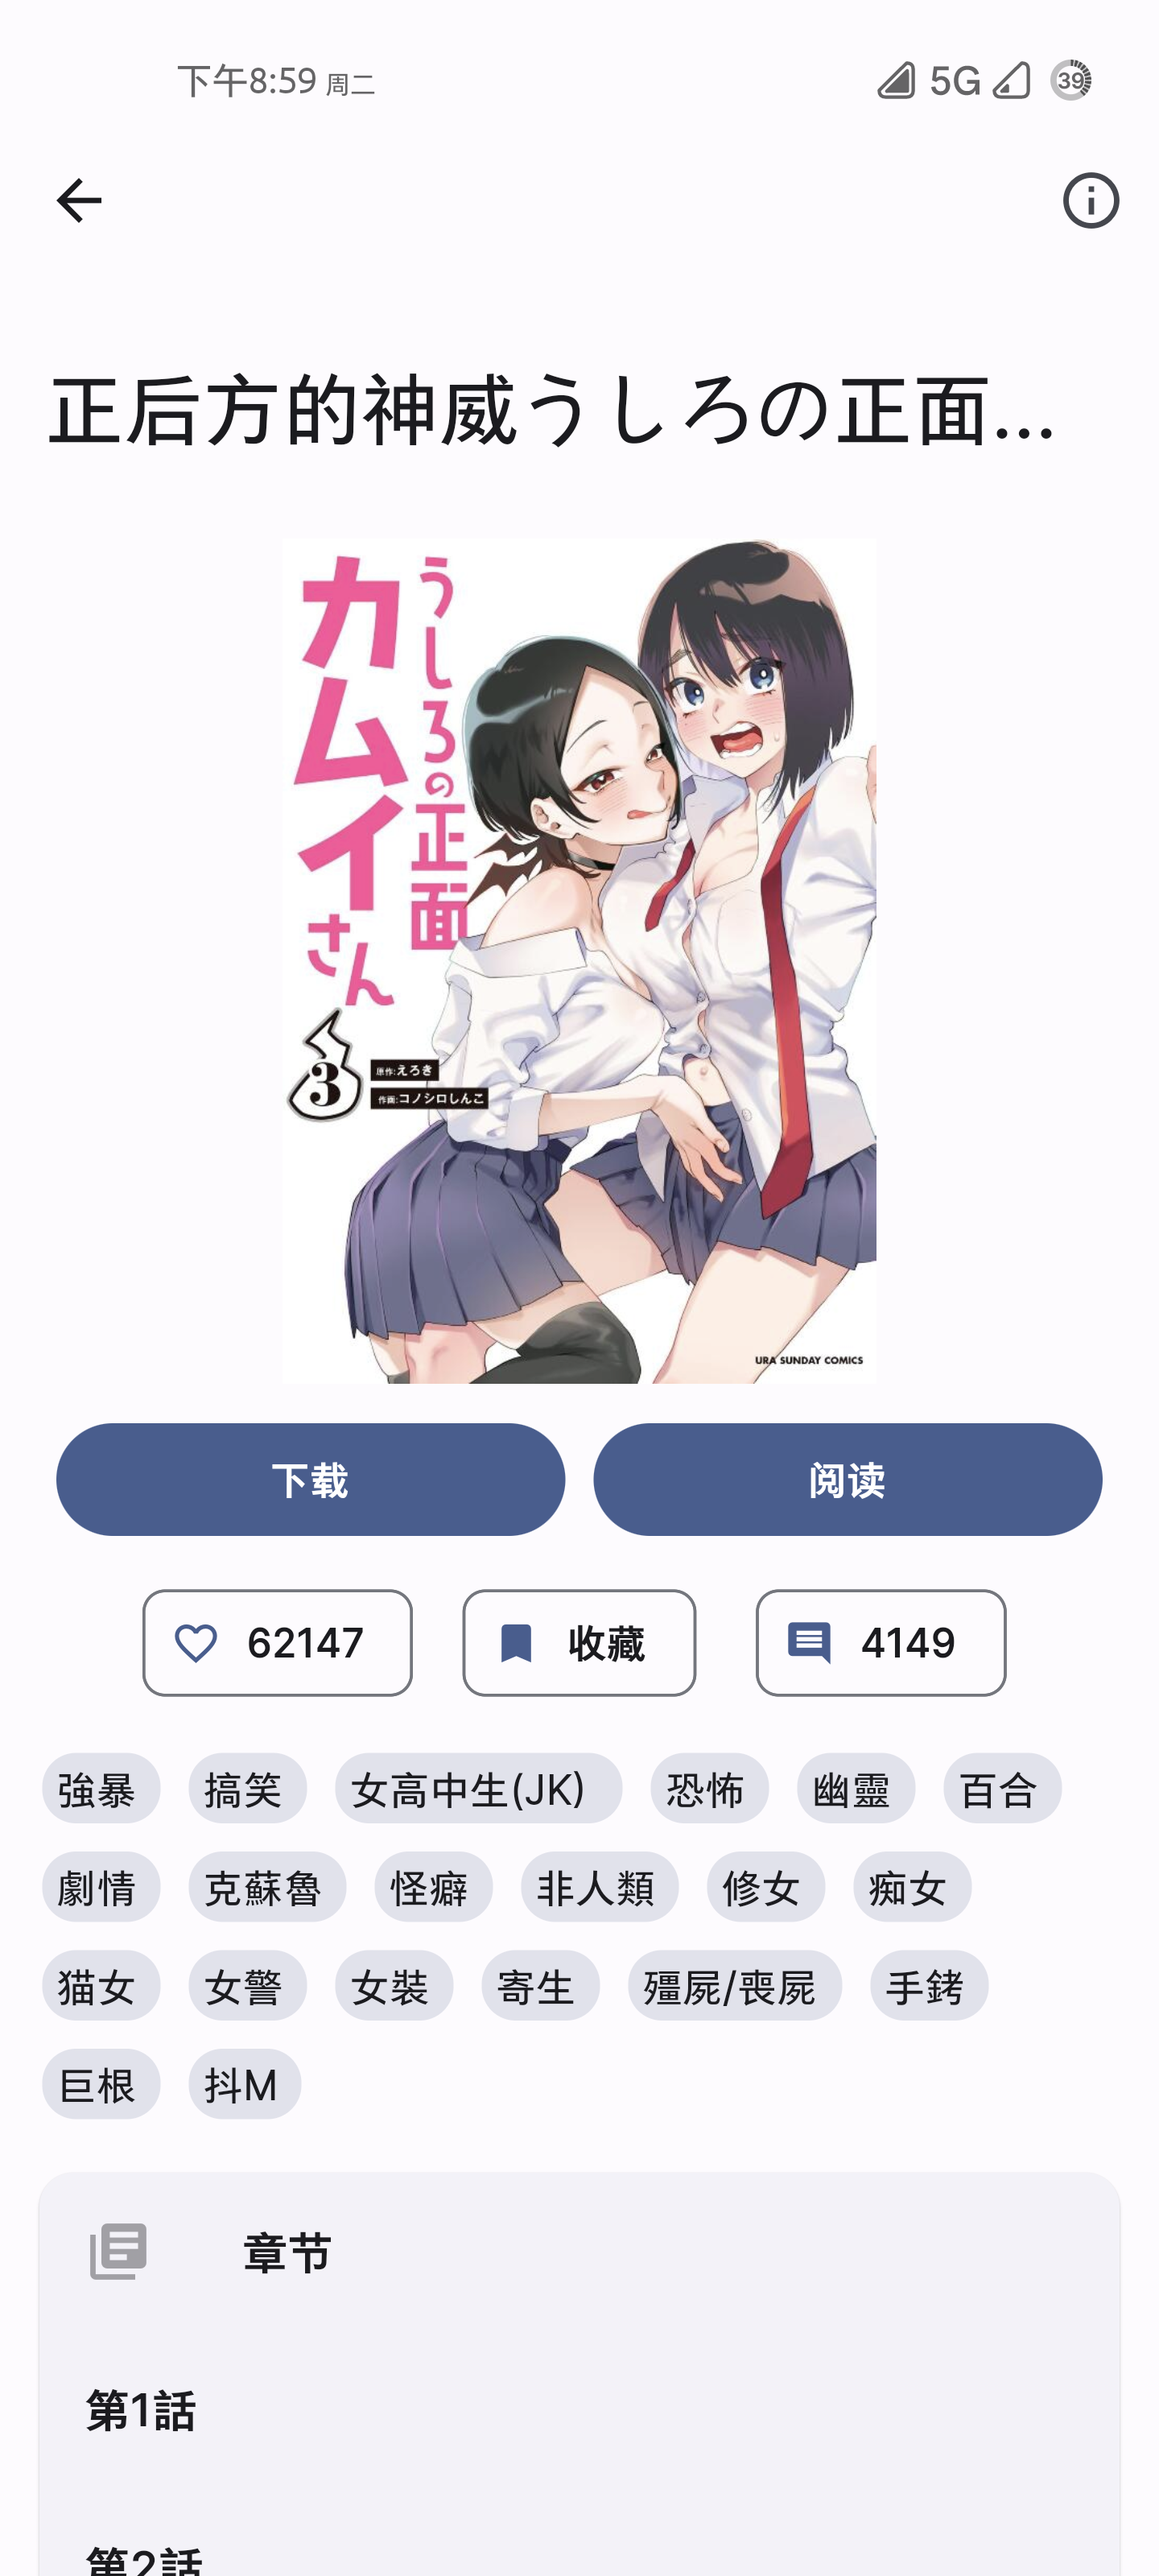 下午8:59 周二
5G
39
正后方的神威うしろの正面...
うしろの正面
カムイさん
3
原作:えろき
作画:コノシロしんこ
URA SUNDAY COMICS
下载
阅读
62147
收藏
4149
強暴 搞笑 女高中生(JK) 恐怖 幽靈 百合
劇情 克蘇魯 怪癖 非人類 修女 痴女
猫女 女警 女裝 寄生 殭屍/喪屍 手銬
巨根 抖M
章节
第1話
第2話